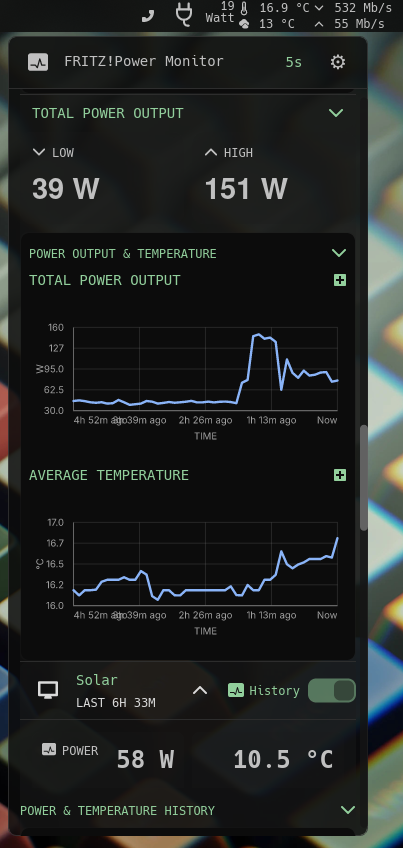 19 Watt 16.9 °C 532 Mb/s
13 °C 55 Mb/s
FRITZ!Power Monitor 5s
TOTAL POWER OUTPUT
LOW HIGH
39 W 151 W
POWER OUTPUT & TEMPERATURE
TOTAL POWER OUTPUT
160
127
95.0
62.5
30.0
W
4h 52m ago 3h 39m ago 2h 26m ago 1h 13m ago Now
TIME
AVERAGE TEMPERATURE
17.0
16.7
16.5
16.2
16.0
°C
4h 52m ago 3h 39m ago 2h 26m ago 1h 13m ago Now
TIME
Solar
LAST 6H 33M
History
POWER 58 W 10.5 °C
POWER & TEMPERATURE HISTORY